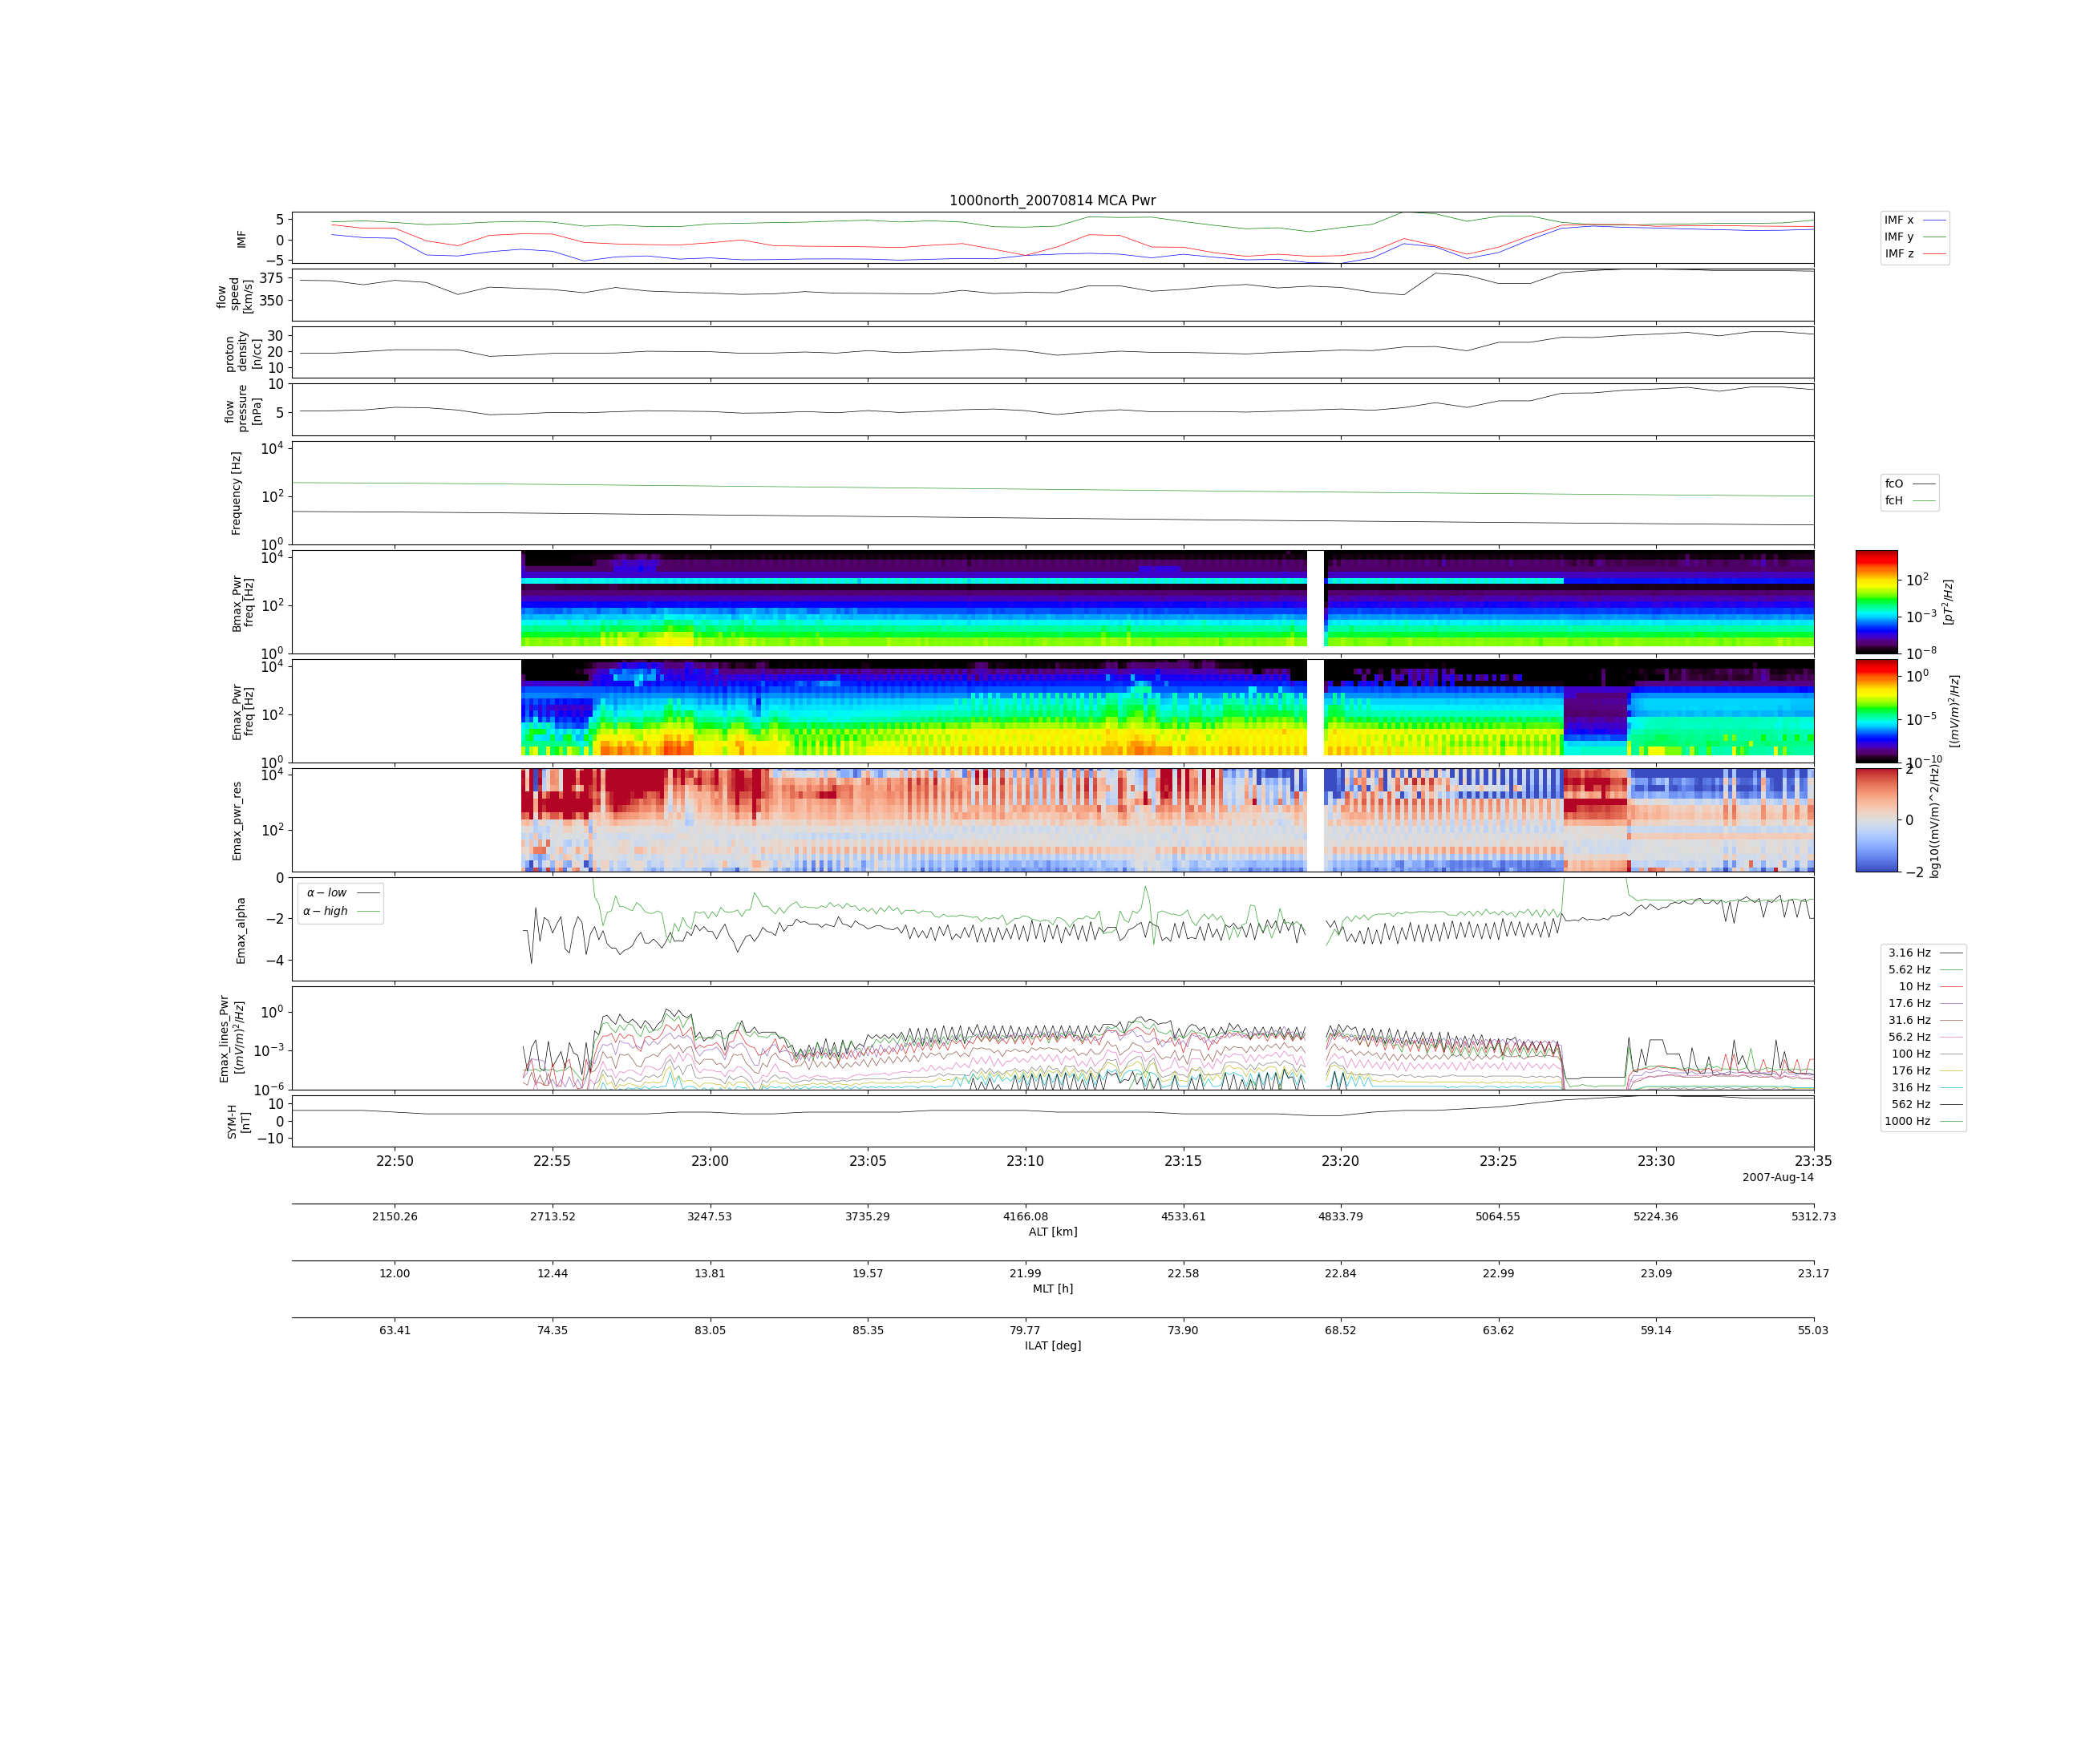 1000north_20070814 MCA Pwr
5
0
−5
IMF
IMF x
IMF y
IMF z
375
350
flow
speed
[km/s]
30
20
10
proton
density
[n/cc]
10
5
flow
pressure
[nPa]
10^4
10^2
10^0
Frequency [Hz]
fcO
fcH
10^4
10^2
10^0
Bmax_Pwr
freq [Hz]
10^2
10^−3
10^−8
[pT^2/Hz]
10^4
10^2
10^0
Emax_Pwr
freq [Hz]
10^0
10^−5
10^−10
[(mV/m)^2/Hz]
10^4
10^2
Emax_pwr_res
2
0
−2
log10((mV/m)^2/Hz)
0
−2
−4
Emax_alpha
α − low
α − high
10^0
10^−3
10^−6
Emax_lines_Pwr
[(mV/m)^2/Hz]
3.16 Hz
5.62 Hz
10 Hz
17.6 Hz
31.6 Hz
56.2 Hz
100 Hz
176 Hz
316 Hz
562 Hz
1000 Hz
10
0
−10
SYM-H
[nT]
22:50 22:55 23:00 23:05 23:10 23:15 23:20 23:25 23:30 23:35
2007-Aug-14
2150.26 2713.52 3247.53 3735.29 4166.08 4533.61 4833.79 5064.55 5224.36 5312.73
ALT [km]
12.00 12.44 13.81 19.57 21.99 22.58 22.84 22.99 23.09 23.17
MLT [h]
63.41 74.35 83.05 85.35 79.77 73.90 68.52 63.62 59.14 55.03
ILAT [deg]